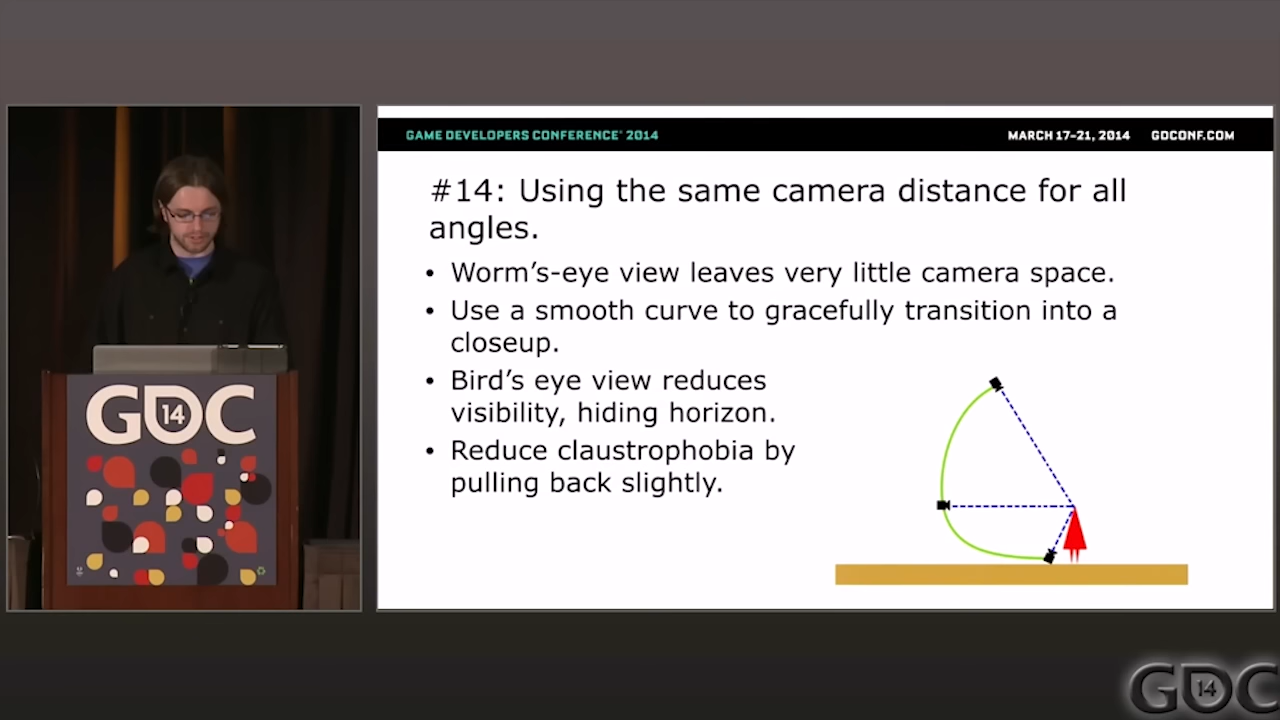 GAME DEVELOPERS CONFERENCE® 2014
MARCH 17–21, 2014 GDCONF.COM
#14: Using the same camera distance for all
angles.
• Worm’s-eye view leaves very little camera space.
• Use a smooth curve to gracefully transition into a
closeup.
• Bird’s eye view reduces
visibility, hiding horizon.
• Reduce claustrophobia by
pulling back slightly.
GDC
14
GDC
14